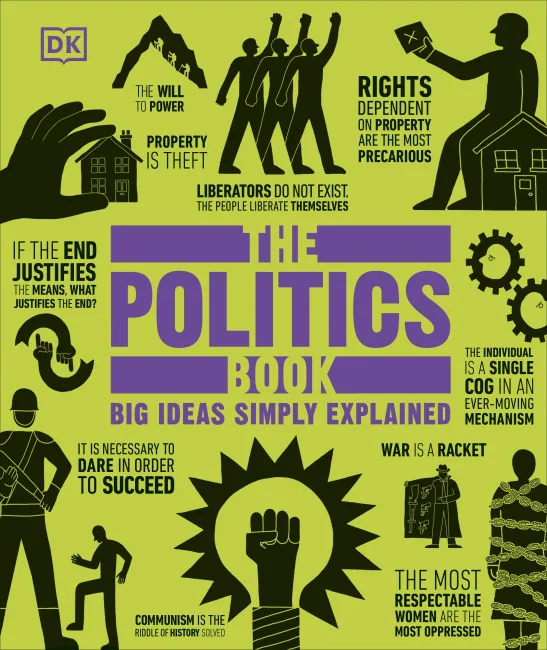 DK
THE WILL
TO POWER
PROPERTY
IS THEFT
LIBERATORS DO NOT EXIST.
THE PEOPLE LIBERATE THEMSELVES
RIGHTS
DEPENDENT
ON PROPERTY
ARE THE MOST
PRECARIOUS
IF THE END
JUSTIFIES
THE MEANS, WHAT
JUSTIFIES THE END?
THE
POLITICS
BOOK
BIG IDEAS SIMPLY EXPLAINED
THE INDIVIDUAL
IS A SINGLE
COG IN AN
EVER-MOVING
MECHANISM
IT IS NECESSARY TO
DARE IN ORDER
TO SUCCEED
WAR IS A RACKET
COMMUNISM IS THE
RIDDLE OF HISTORY SOLVED
THE MOST
RESPECTABLE
WOMEN ARE THE
MOST OPPRESSED